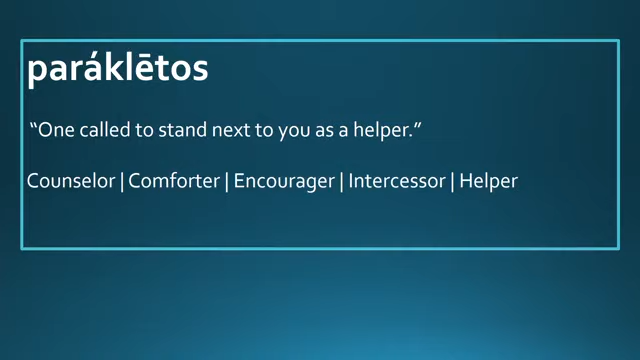 paráklētos
“One called to stand next to you as a helper.”
Counselor | Comforter | Encourager | Intercessor | Helper